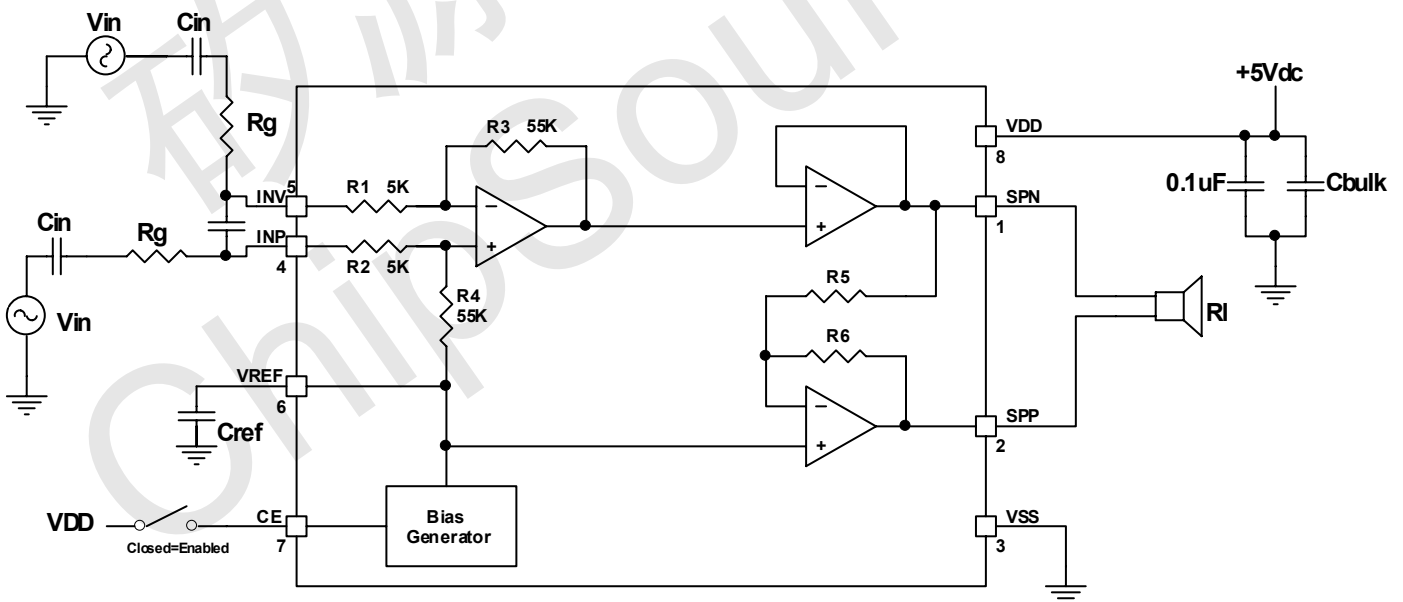 Vin
Cin
Rg
Cin
Rg
Vin
INV
5
INP
4
R1 5K
R2 5K
R3 55K
R4
55K
VREF
6
Cref
VDD
Closed=Enabled
CE
7
Bias
Generator
R5
R6
VDD
8
SPN
1
SPP
2
VSS
3
+5Vdc
0.1uF
Cbulk
Rl